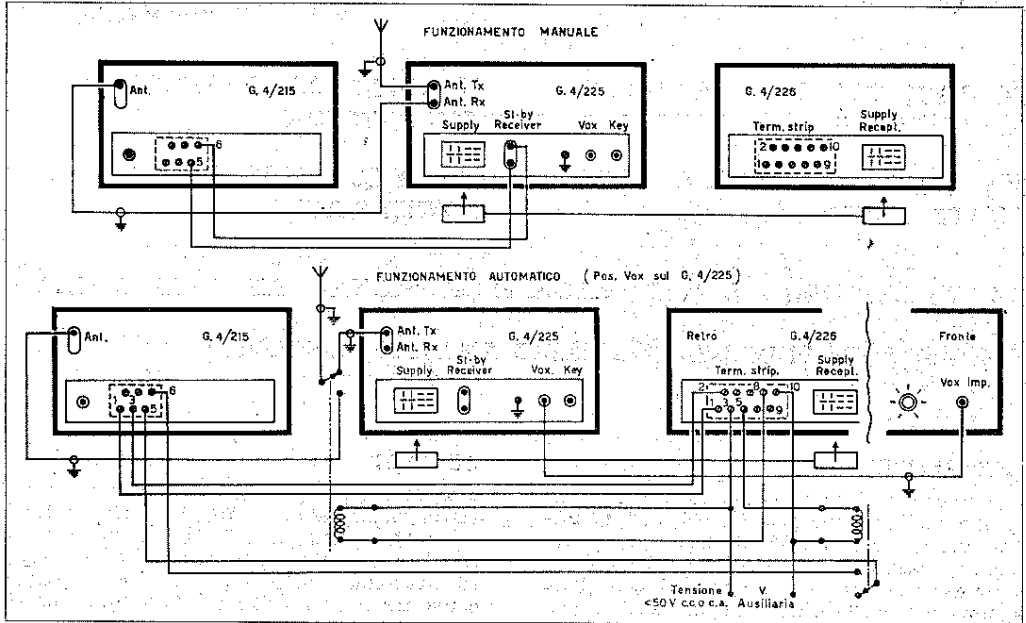 FUNZIONAMENTO MANUALE
Ant.
G. 4/215
6
5
Ant. Tx
Ant. Rx
G. 4/225
Supply
St-by
Receiver
Vox
Key
G. 4/226
Term. strip
Supply
Recept.
2
10
1
9
FUNZIONAMENTO AUTOMATICO (Pos. Vox sul G. 4/225)
Ant.
G. 4/215
6
1
3
5
Ant. Tx
Ant. Rx
G. 4/225
Supply
St-by
Receiver
Vox.
Key
Retro
G. 4/226
Fronte
Term. strip.
Supply
Recept.
2
8
10
1
3
5
9
Vox Imp.
Tensione V.
<50V c.c.o c.a. Ausiliaria